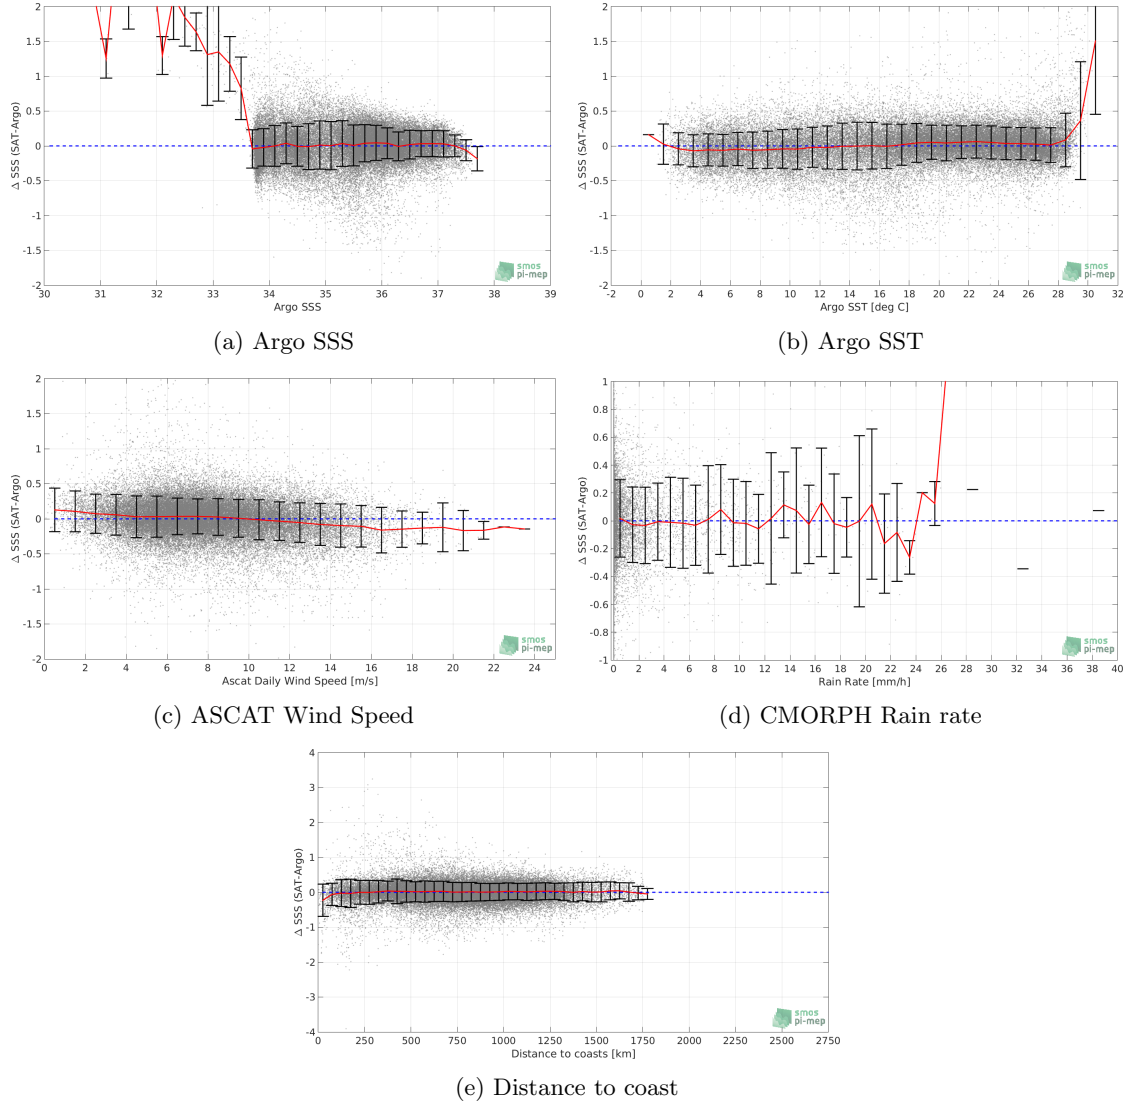 2
1.5
1
0.5
0
-0.5
-1
-1.5
-2
Δ SSS (SAT-Argo)
30 31 32 33 34 35 36 37 38 39
Argo SSS
smos
pi-mep
(a) Argo SSS
2
1.5
1
0.5
0
-0.5
-1
-1.5
-2
Δ SSS (SAT-Argo)
-2 0 2 4 6 8 10 12 14 16 18 20 22 24 26 28 30 32
Argo SST [deg C]
smos
pi-mep
(b) Argo SST
2
1.5
1
0.5
0
-0.5
-1
-1.5
-2
Δ SSS (SAT-Argo)
0 2 4 6 8 10 12 14 16 18 20 22 24
Ascat Daily Wind Speed [m/s]
smos
pi-mep
(c) ASCAT Wind Speed
1
0.8
0.6
0.4
0.2
0
-0.2
-0.4
-0.6
-0.8
-1
Δ SSS (SAT-Argo)
0 2 4 6 8 10 12 14 16 18 20 22 24 26 28 30 32 34 36 38 40
Rain Rate [mm/h]
smos
pi-mep
(d) CMORPH Rain rate
4
3
2
1
0
-1
-2
-3
-4
Δ SSS (SAT-Argo)
0 250 500 750 1000 1250 1500 1750 2000 2250 2500 2750
Distance to coasts [km]
smos
pi-mep
(e) Distance to coast